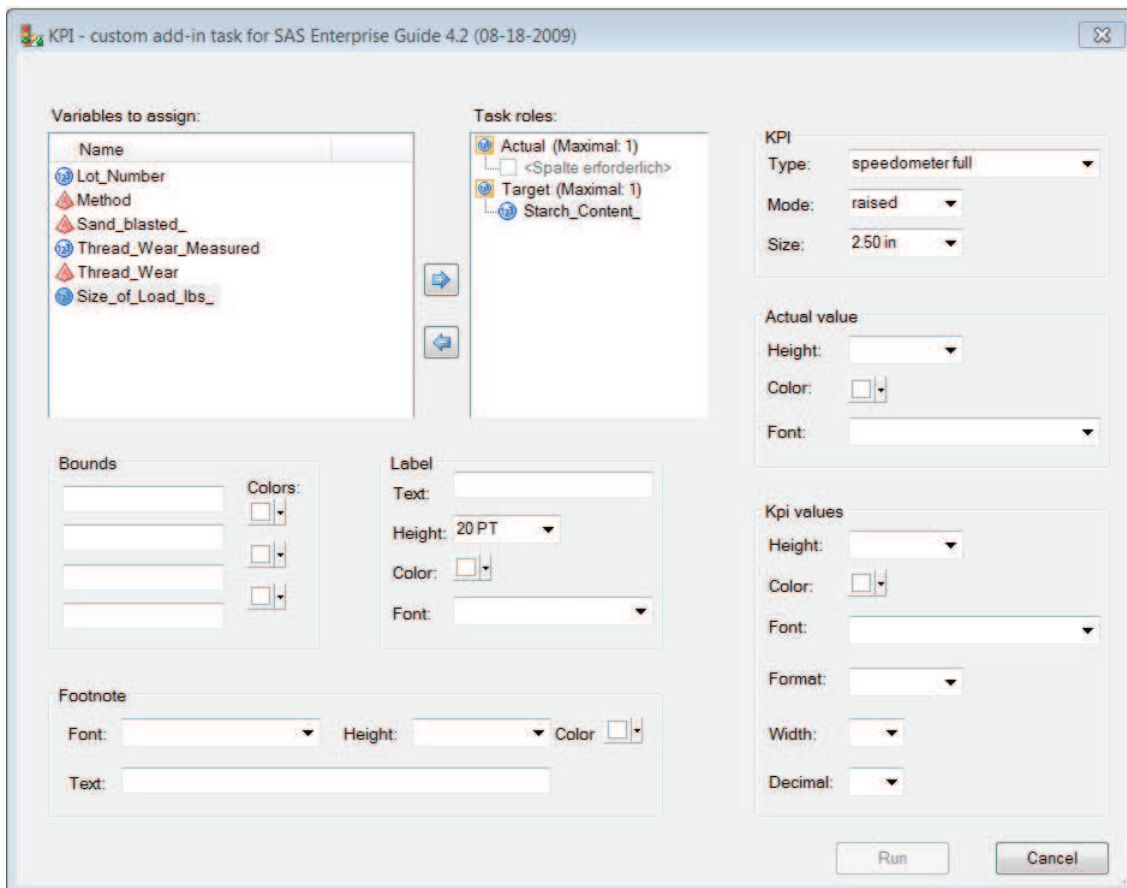 KPI - custom add-in task for SAS Enterprise Guide 4.2 (08-18-2009)
Variables to assign:
Name
Lot_Number
Method
Sand_blasted_
Thread_Wear_Measured
Thread_Wear
Size_of_Load_lbs_
Task roles:
Actual (Maximal: 1)
<Spalte erforderlich>
Target (Maximal: 1)
Starch_Content_
KPI
Type: speedometer full
Mode: raised
Size: 2.50 in
Actual value
Height:
Color:
Font:
Bounds
Colors:
Label
Text:
Height: 20 PT
Color:
Font:
Kpi values
Height:
Color:
Font:
Format:
Width:
Decimal:
Footnote
Font: Height: Color
Text:
Run Cancel